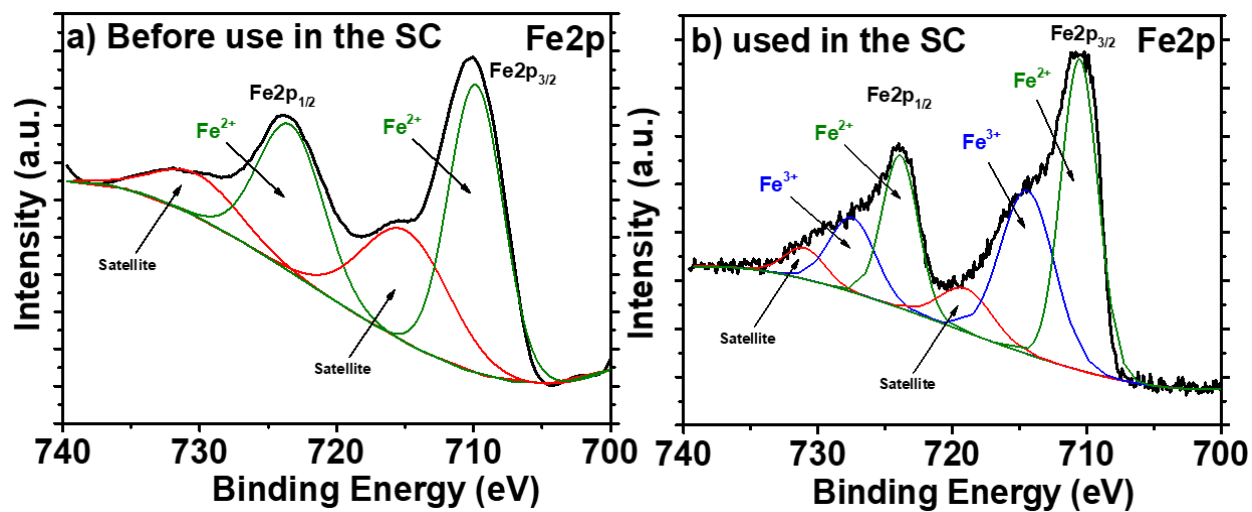 a) Before use in the SC
Fe2p
Fe2p3/2
Fe2p1/2
Fe2+
Fe2+
Satellite
Satellite
Intensity (a.u.)
740
730
720
710
700
Binding Energy (eV)
b) used in the SC
Fe2p3/2
Fe2p
Fe2+
Fe2p1/2
Fe2+
Fe3+
Fe3+
Satellite
Satellite
Intensity (a.u.)
740
730
720
710
700
Binding Energy (eV)